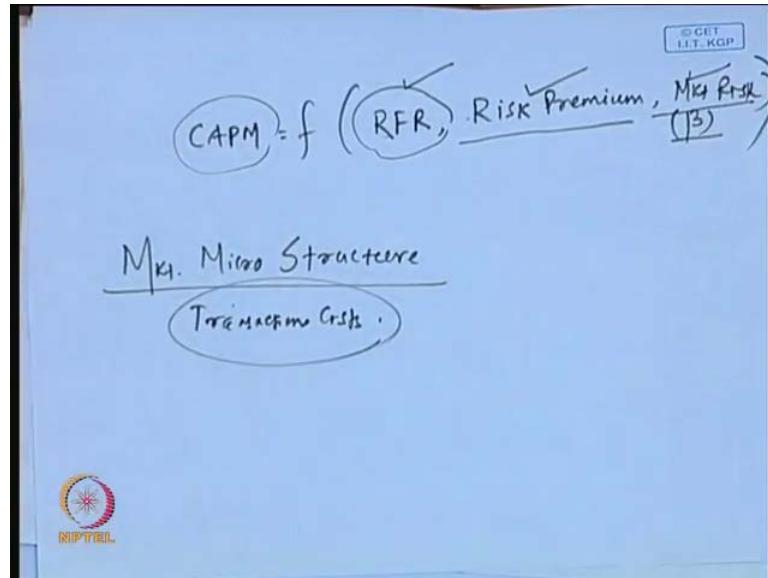 © CET
I.I.T. KGP
CAPM = f (RFR, Risk Premium, Mkt Risk)
(β)
Mkt. Micro Structure
Transaction Costs.
NPTEL